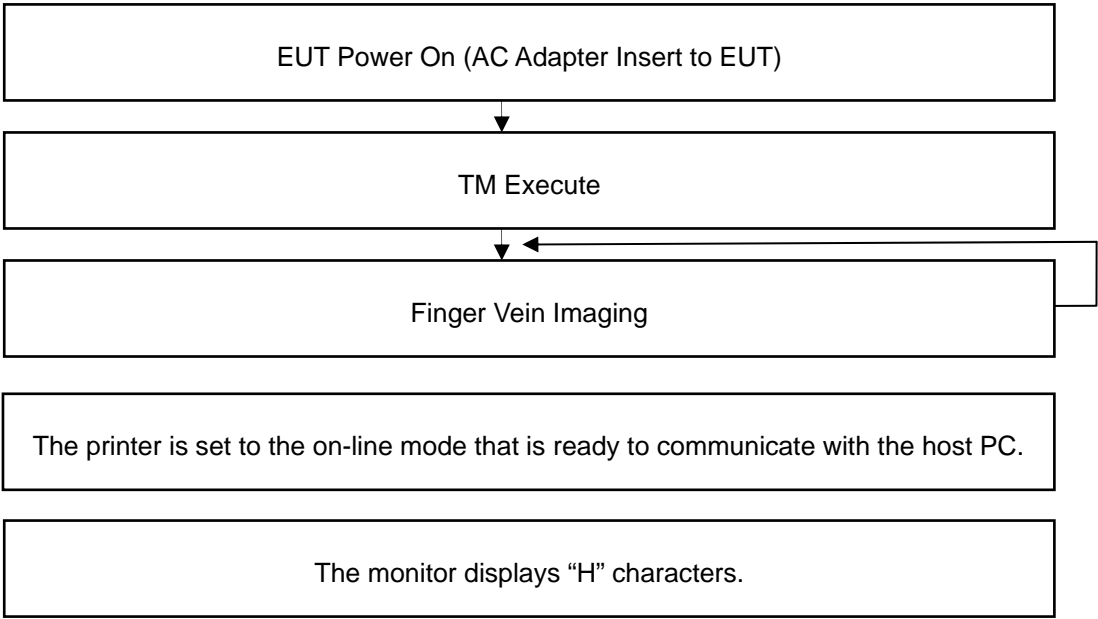 EUT Power On (AC Adapter Insert to EUT)
TM Execute
Finger Vein Imaging
The printer is set to the on-line mode that is ready to communicate with the host PC.
The monitor displays “H” characters.